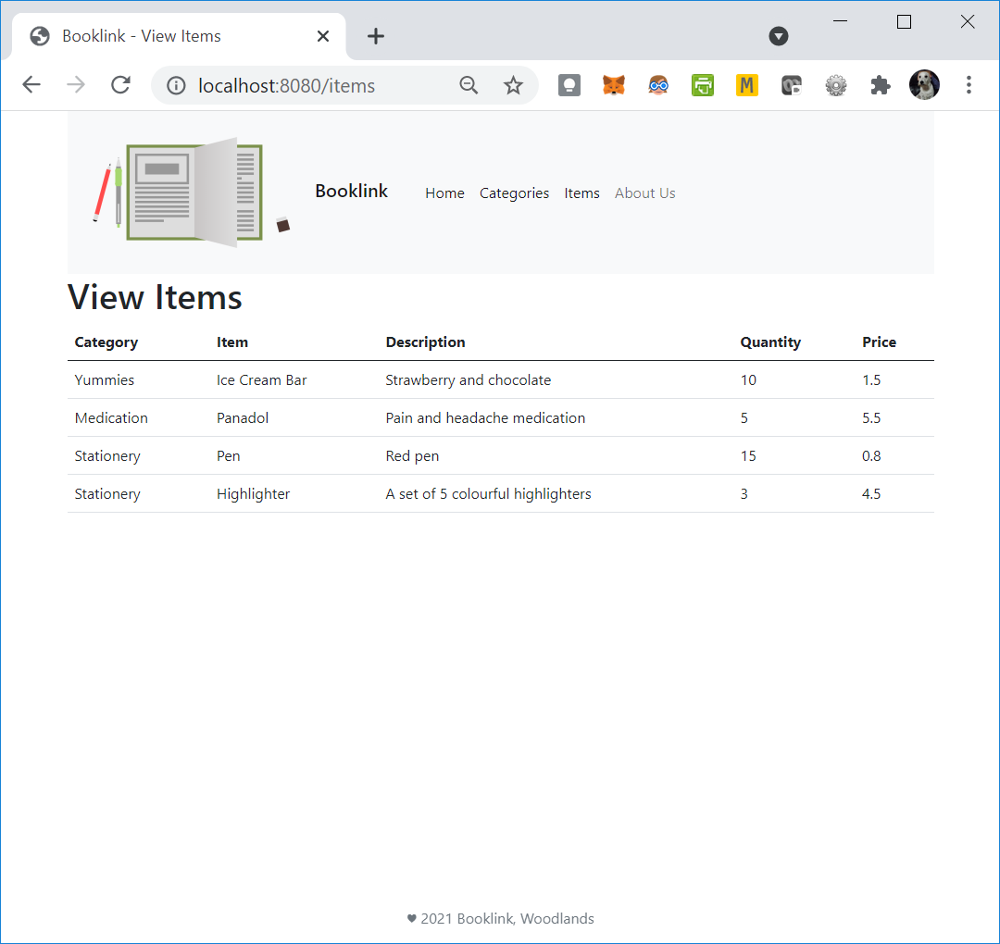 Booklink - View Items
localhost:8080/items
M
Booklink Home Categories Items About Us
View Items
Category Item Description Quantity Price
Yummies Ice Cream Bar Strawberry and chocolate 10 1.5
Medication Panadol Pain and headache medication 5 5.5
Stationery Pen Red pen 15 0.8
Stationery Highlighter A set of 5 colourful highlighters 3 4.5
♥ 2021 Booklink, Woodlands